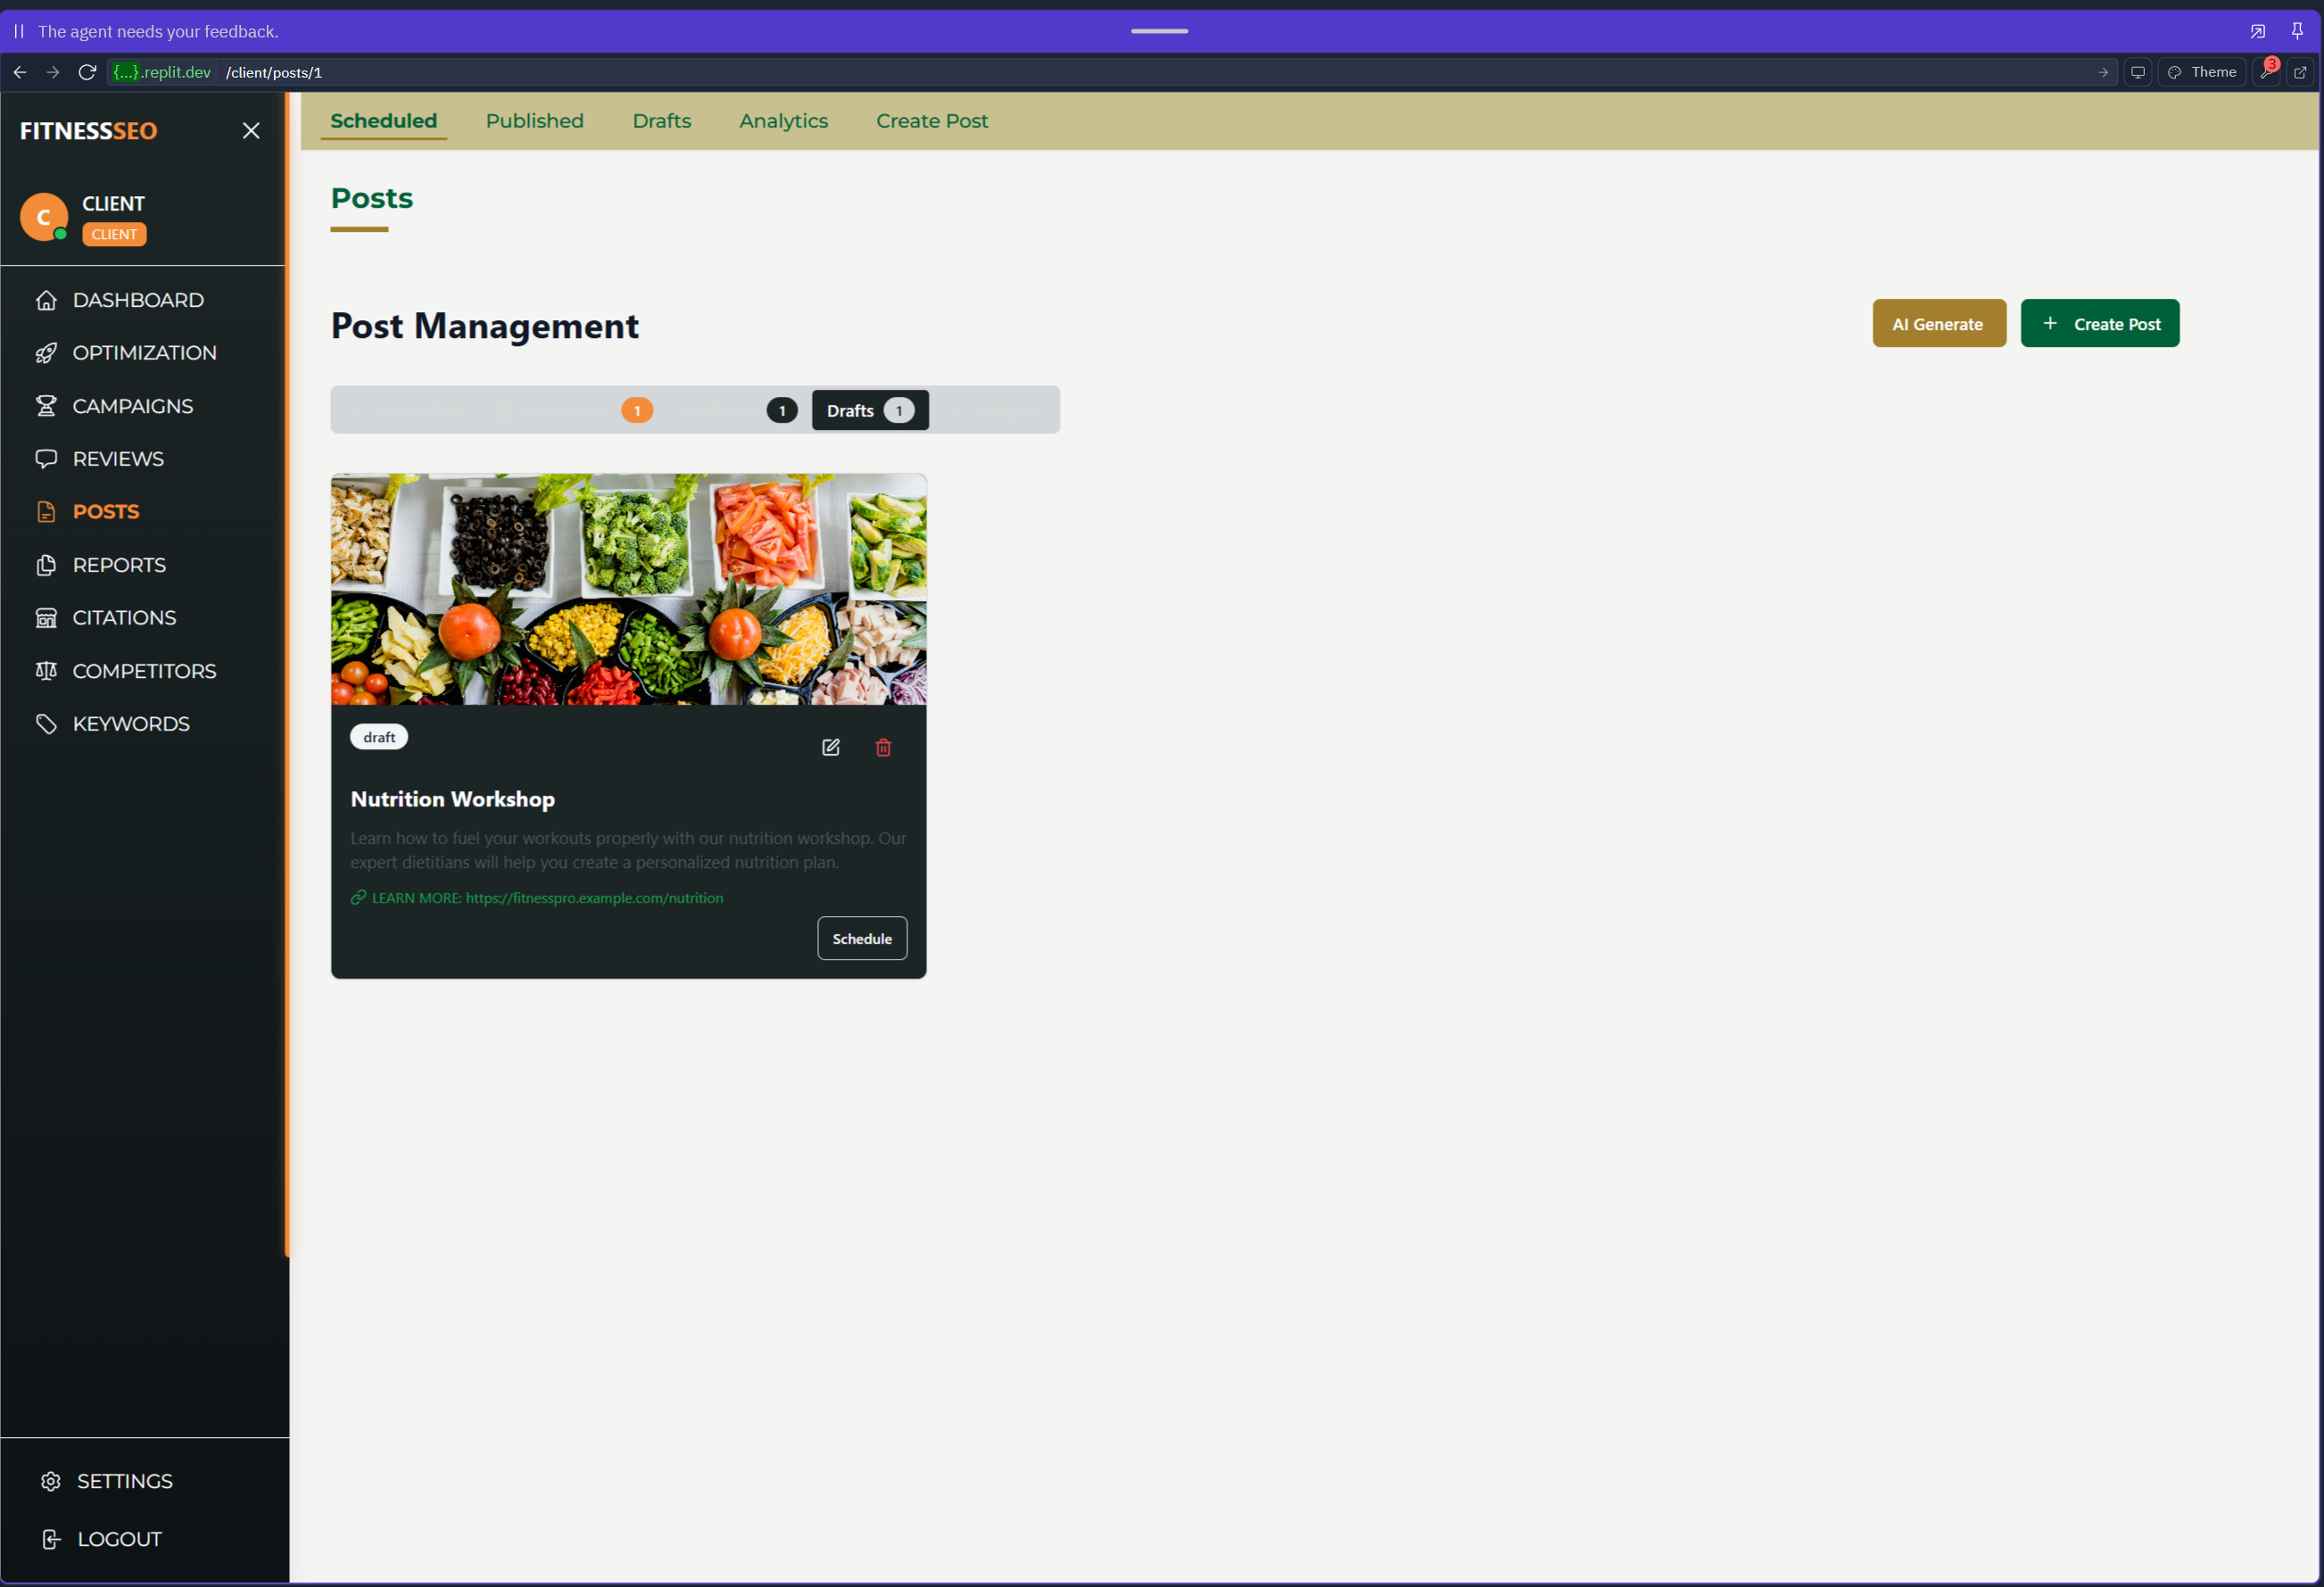 The agent needs your feedback.
{...}.replit.dev /client/posts/1
Theme
3
FITNESSSEO
C
CLIENT
CLIENT
DASHBOARD
OPTIMIZATION
CAMPAIGNS
REVIEWS
POSTS
REPORTS
CITATIONS
COMPETITORS
KEYWORDS
SETTINGS
LOGOUT
Scheduled Published Drafts Analytics Create Post
Posts
Post Management
AI Generate
+ Create Post
1 1 Drafts 1
draft
Nutrition Workshop
Learn how to fuel your workouts properly with our nutrition workshop. Our
expert dietitians will help you create a personalized nutrition plan.
LEARN MORE: https://fitnesspro.example.com/nutrition
Schedule